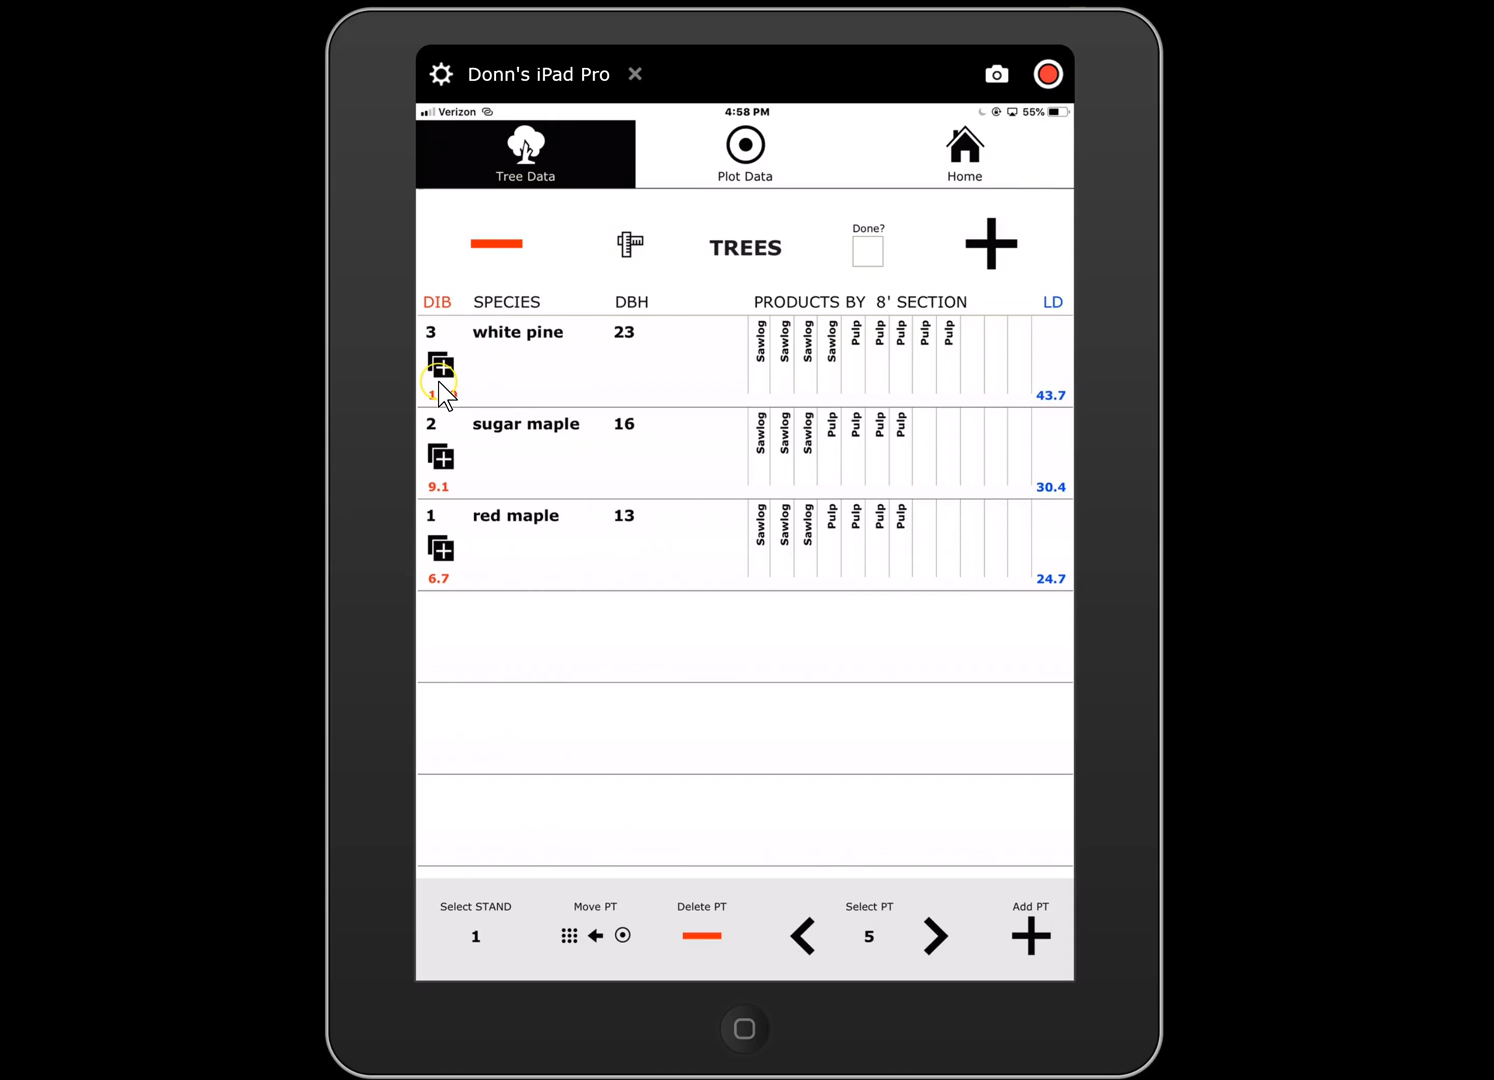 Donn's iPad Pro
Verizon 4:58 PM 55%
Tree Data Plot Data Home
TREES Done?
DIB SPECIES DBH PRODUCTS BY 8' SECTION LD
3 white pine 23 Sawlog Sawlog Sawlog Sawlog Pulp Pulp Pulp Pulp Pulp
43.7
2 sugar maple 16 Sawlog Sawlog Sawlog Pulp Pulp Pulp Pulp
9.1 30.4
1 red maple 13 Sawlog Sawlog Sawlog Pulp Pulp Pulp Pulp
6.7 24.7
Select STAND Move PT Delete PT Select PT Add PT
1 5